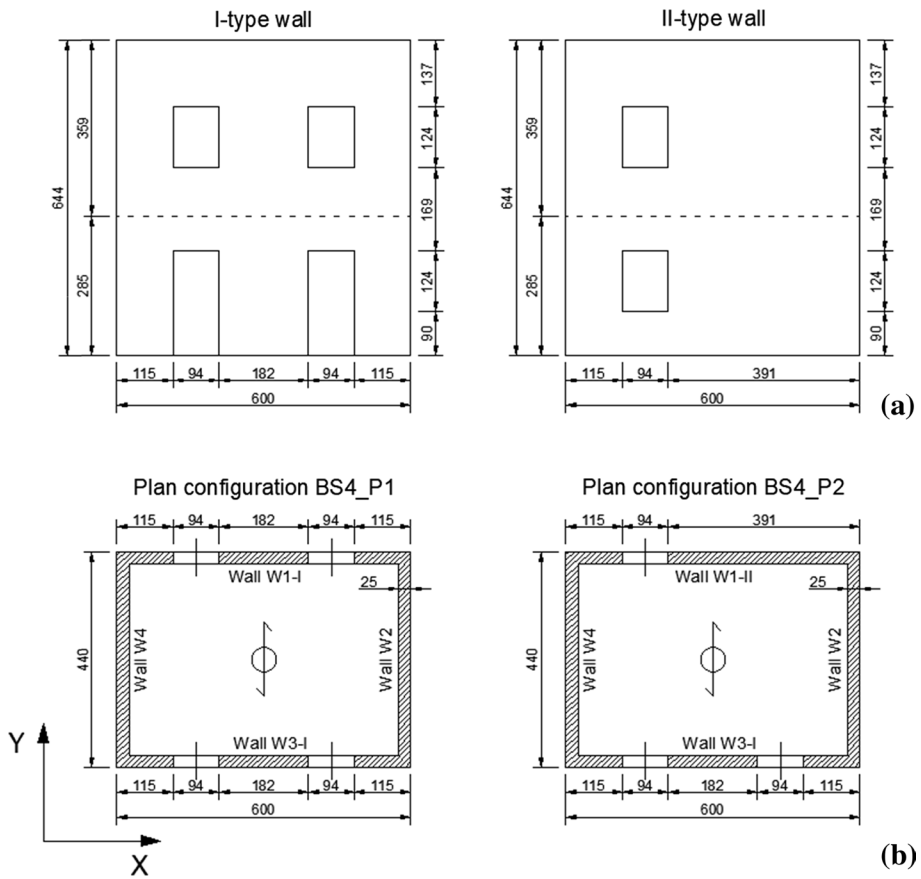 I-type wall
II-type wall
137
124
169
124
90
359
285
644
115 94 182 94 115
600
137
124
169
124
90
359
285
644
115 94 391
600
(a)
Plan configuration BS4_P1
115 94 182 94 115
Wall W1-I
25
Wall W4
Wall W2
440
Wall W3-I
115 94 182 94 115
600
Plan configuration BS4_P2
115 94 391
Wall W1-II
25
Wall W4
Wall W2
440
Wall W3-I
115 94 182 94 115
600
Y
X
(b)